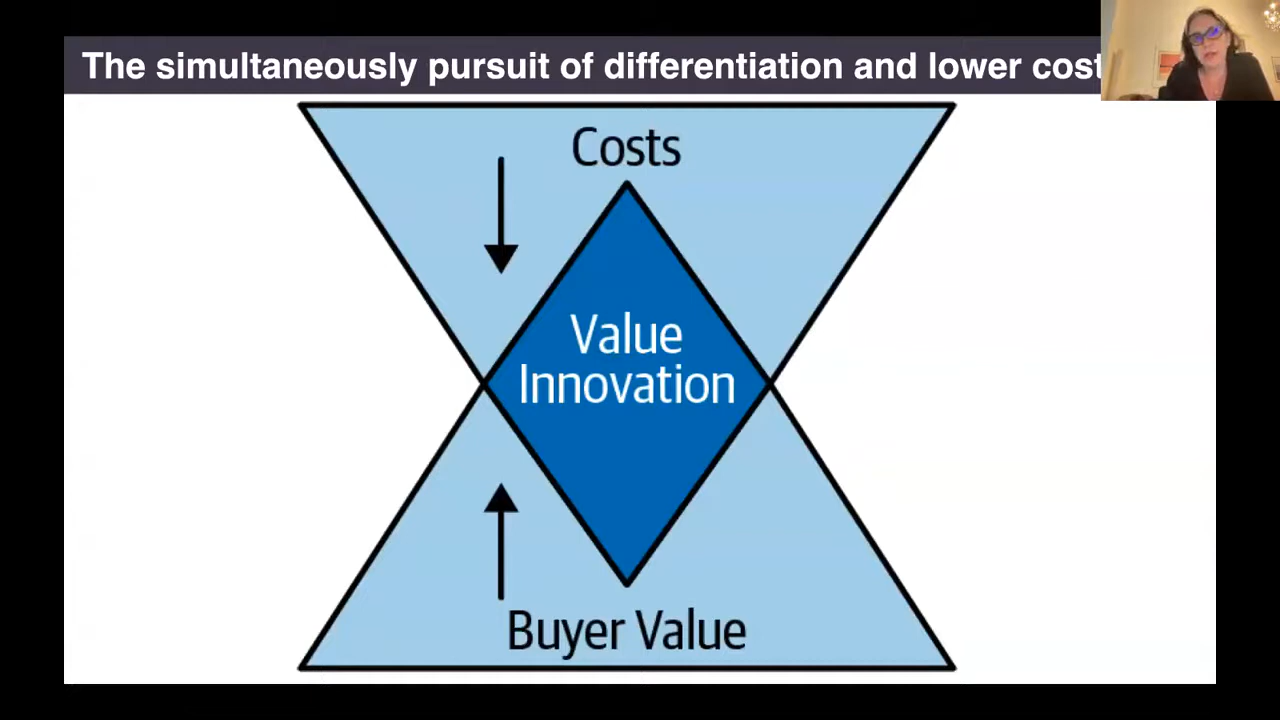 The simultaneously pursuit of differentiation and lower cost
Costs
Value
Innovation
Buyer Value